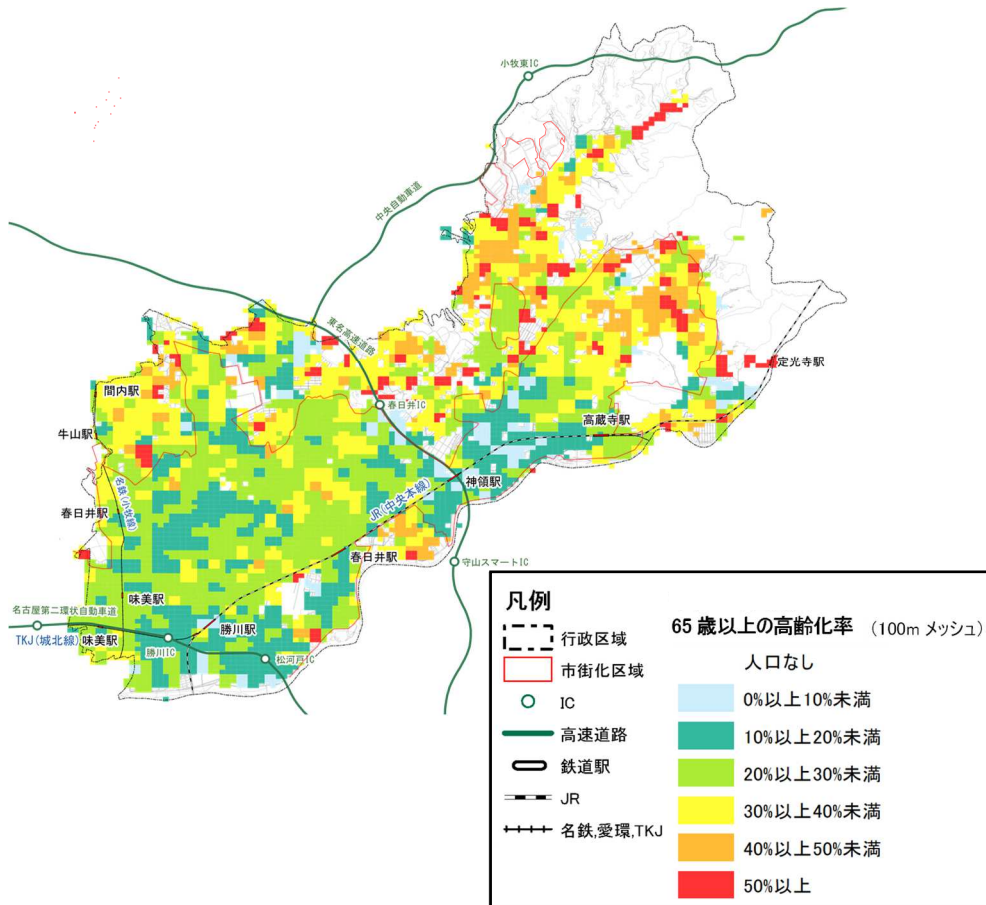 小牧東IC
中央自動車道
東名高速道路
間内駅
春日井IC
定光寺駅
牛山駅
高蔵寺駅
名鉄(小牧線)
JR(中央本線)
神領駅
春日井駅
春日井駅
守山スマートIC
味美駅
名古屋第二環状自動車道
TKJ(城北線)
味美駅
勝川駅
勝川IC
松河戸IC
凡例
行政区域
市街化区域
IC
高速道路
鉄道駅
JR
名鉄,愛環,TKJ
65歳以上の高齢化率 (100mメッシュ)
人口なし
0%以上10%未満
10%以上20%未満
20%以上30%未満
30%以上40%未満
40%以上50%未満
50%以上